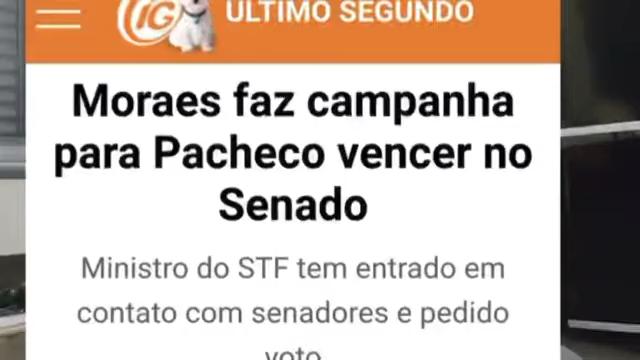 iG ÚLTIMO SEGUNDO
Moraes faz campanha
para Pacheco vencer no
Senado
Ministro do STF tem entrado em
contato com senadores e pedido
voto